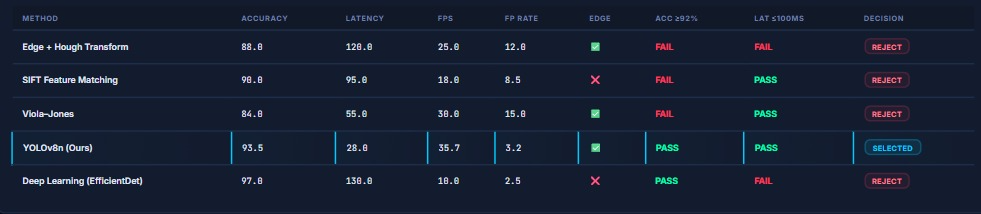 METHOD ACCURACY LATENCY FPS FP RATE EDGE ACC ≥92% LAT ≤100MS DECISION
Edge + Hough Transform 88.0 120.0 25.0 12.0 ✅ FAIL FAIL REJECT
SIFT Feature Matching 90.0 95.0 18.0 8.5 ❌ FAIL PASS REJECT
Viola-Jones 84.0 55.0 30.0 15.0 ✅ FAIL PASS REJECT
YOLOv8n (Ours) 93.5 28.0 35.7 3.2 ✅ PASS PASS SELECTED
Deep Learning (EfficientDet) 97.0 130.0 10.0 2.5 ❌ PASS FAIL REJECT